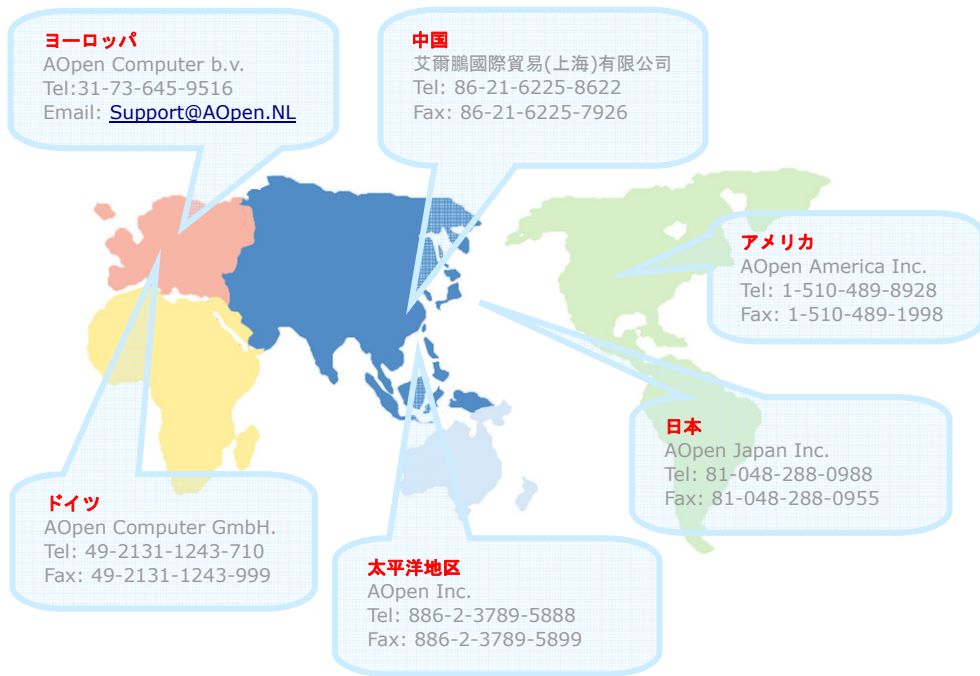 ヨーロッパ
AOpen Computer b.v.
Tel:31-73-645-9516
Email: Support@AOpen.NL
中国
艾爾鵬國際貿易(上海)有限公司
Tel: 86-21-6225-8622
Fax: 86-21-6225-7926
アメリカ
AOpen America Inc.
Tel: 1-510-489-8928
Fax: 1-510-489-1998
日本
AOpen Japan Inc.
Tel: 81-048-288-0988
Fax: 81-048-288-0955
ドイツ
AOpen Computer GmbH.
Tel: 49-2131-1243-710
Fax: 49-2131-1243-999
太平洋地区
AOpen Inc.
Tel: 886-2-3789-5888
Fax: 886-2-3789-5899